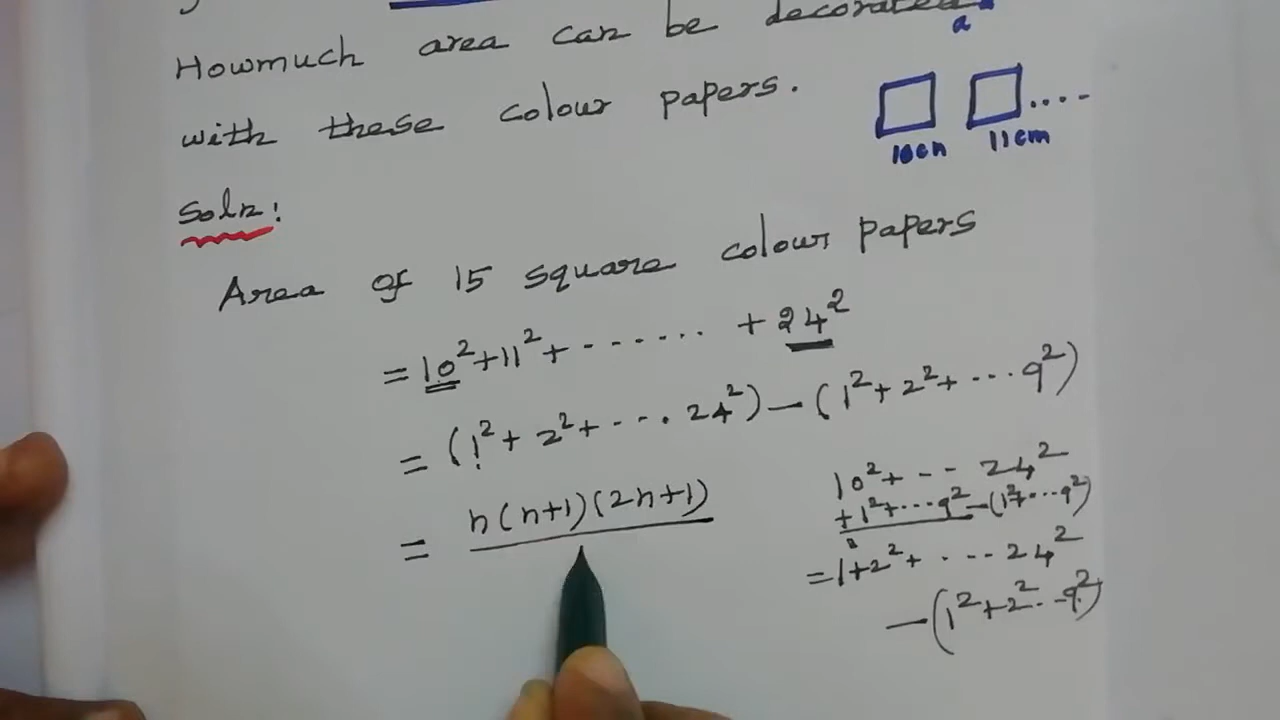 Howmuch area can be decorated
a
with these colour papers.
10cm 11cm
Soln:
Area of 15 square colour papers
= 10² + 11² + ······· + 24²
= (1² + 2² + ···· 24²) - (1² + 2² + ··· 9²)
= n(n+1)(2n+1)
10² + -- 24²
+1² + ···· 9² - (1² + ··· 9²)
= 1² + 2² + · -- 24²
- (1² + 2² ·· - 9²)